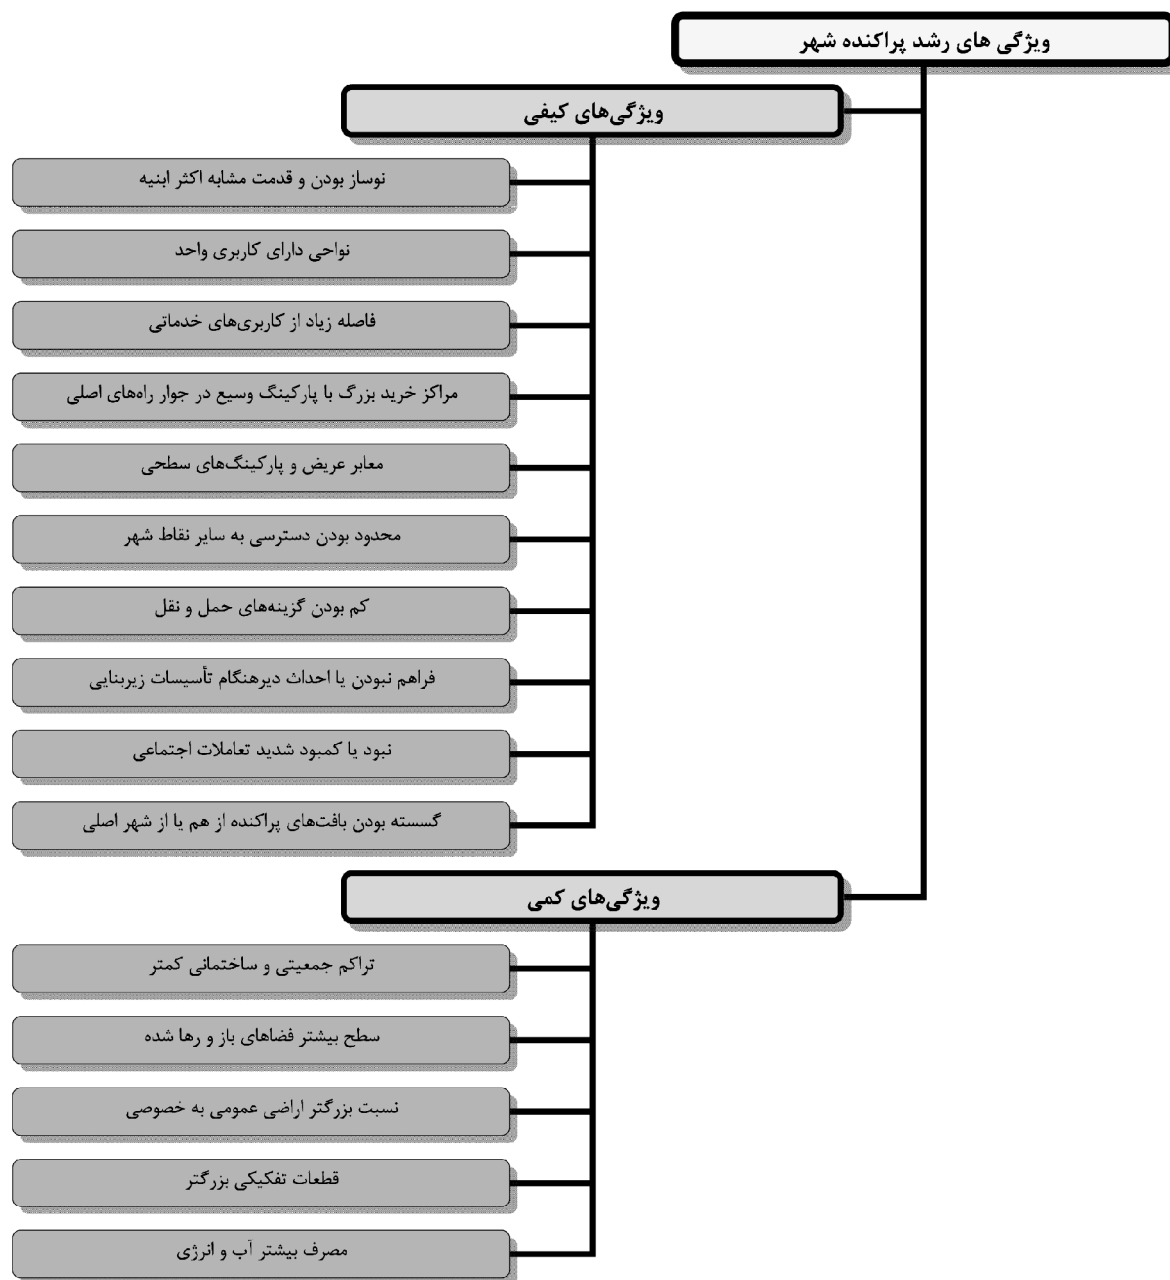 ویژگی های رشد پراکنده شهر
ویژگی‌های کیفی
نوساز بودن و قدمت مشابه اکثر ابنیه
نواحی دارای کاربری واحد
فاصله زیاد از کاربری‌های خدماتی
مراکز خرید بزرگ با پارکینگ وسیع در جوار راه‌های اصلی
معابر عریض و پارکینگ‌های سطحی
محدود بودن دسترسی به سایر نقاط شهر
کم بودن گزینه‌های حمل و نقل
فراهم نبودن یا احداث دیرهنگام تأسیسات زیربنایی
نبود یا کمبود شدید تعاملات اجتماعی
گسسته بودن بافت‌های پراکنده از هم یا از شهر اصلی
ویژگی‌های کمی
تراکم جمعیتی و ساختمانی کمتر
سطح بیشتر فضاهای باز و رها شده
نسبت بزرگتر اراضی عمومی به خصوصی
قطعات تفکیکی بزرگتر
مصرف بیشتر آب و انرژی